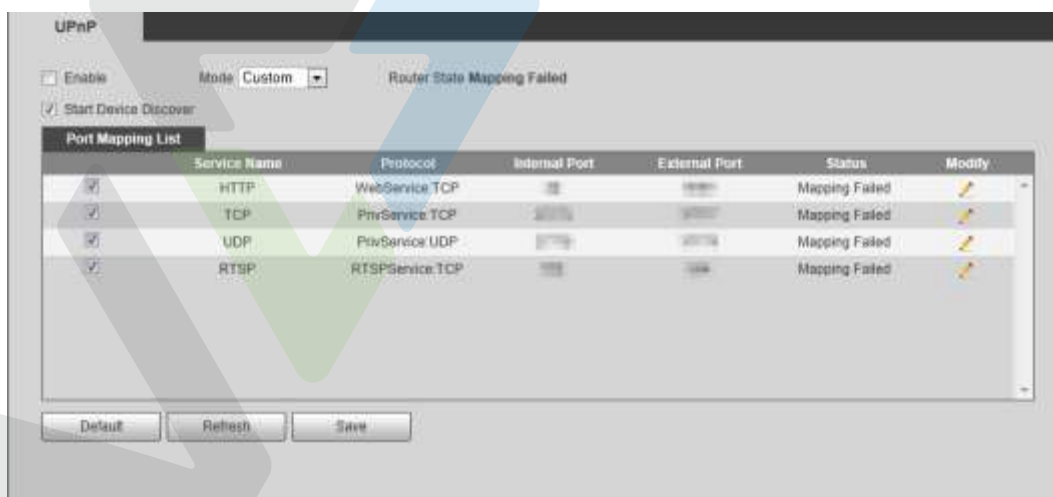 UPnP
Enable Mode Custom Router State Mapping Failed
Start Device Discover
Port Mapping List
Service Name Protocol Internal Port External Port Status Modify
HTTP WebService:TCP Mapping Failed
TCP PrivService:TCP Mapping Failed
UDP PrivService:UDP Mapping Failed
RTSP RTSPService:TCP Mapping Failed
Default Refresh Save